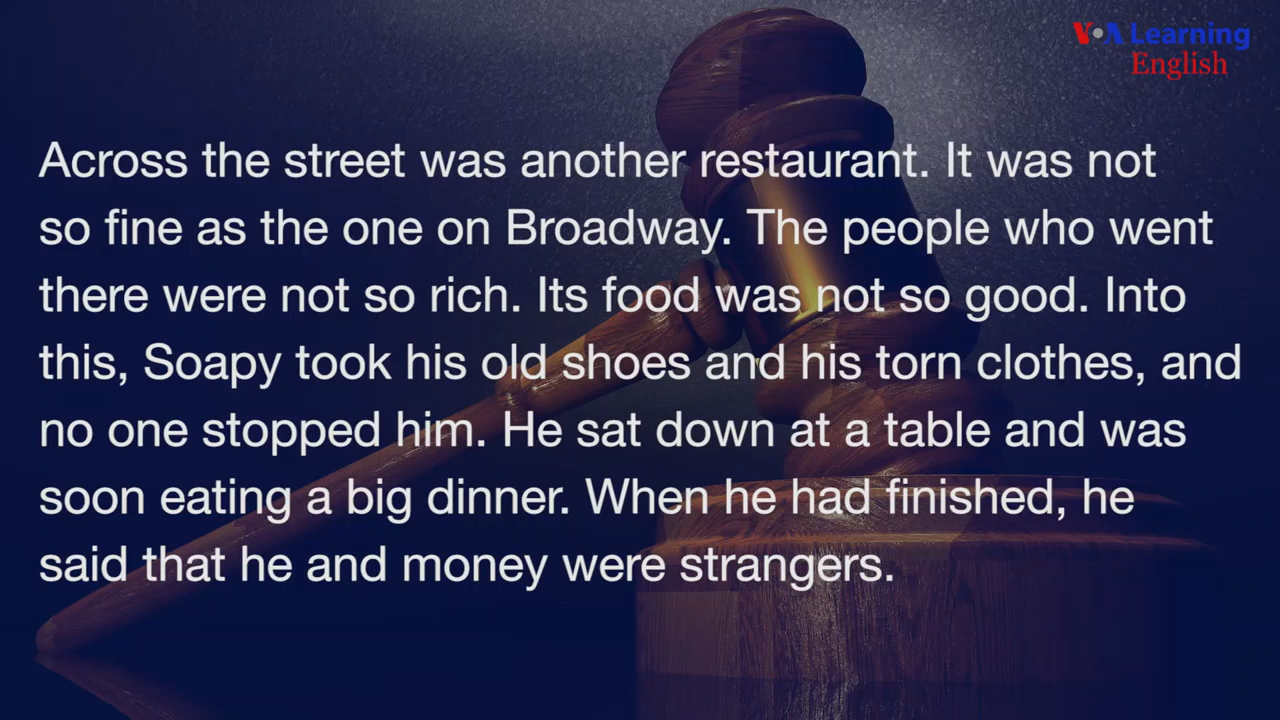 VOA Learning
English
Across the street was another restaurant. It was not
so fine as the one on Broadway. The people who went
there were not so rich. Its food was not so good. Into
this, Soapy took his old shoes and his torn clothes, and
no one stopped him. He sat down at a table and was
soon eating a big dinner. When he had finished, he
said that he and money were strangers.